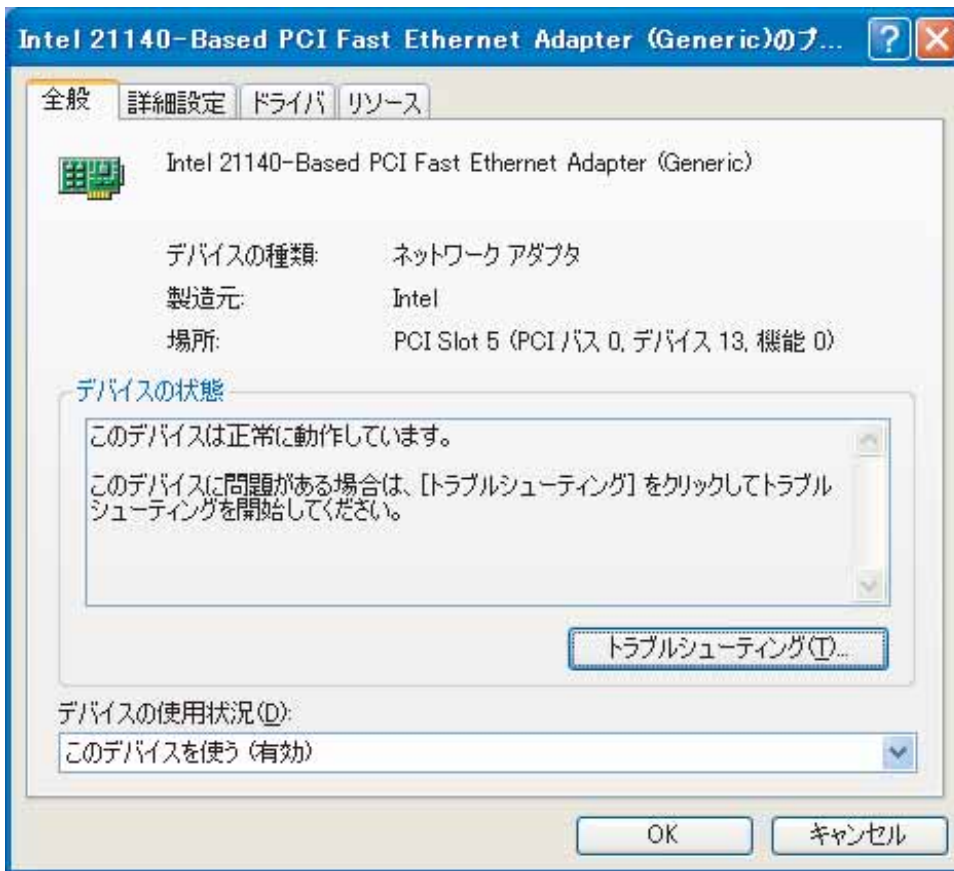 Intel 21140-Based PCI Fast Ethernet Adapter (Generic)のプ...
全般
詳細設定
ドライバ
リソース
Intel 21140-Based PCI Fast Ethernet Adapter (Generic)
デバイスの種類: ネットワーク アダプタ
製造元: Intel
場所: PCI Slot 5 (PCI バス 0, デバイス 13, 機能 0)
デバイスの状態
このデバイスは正常に動作しています。
このデバイスに問題がある場合は、[トラブルシューティング] をクリックしてトラブル
シューティングを開始してください。
トラブルシューティング(T)...
デバイスの使用状況(D):
このデバイスを使う (有効)
OK
キャンセル